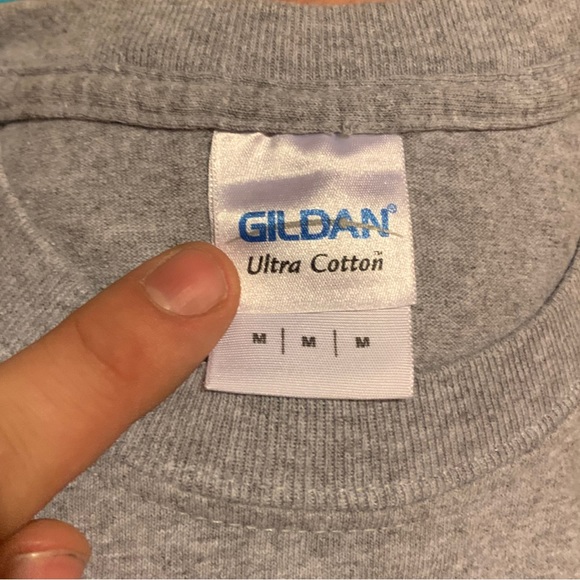 GILDAN®
Ultra Cotton™
M | M | M